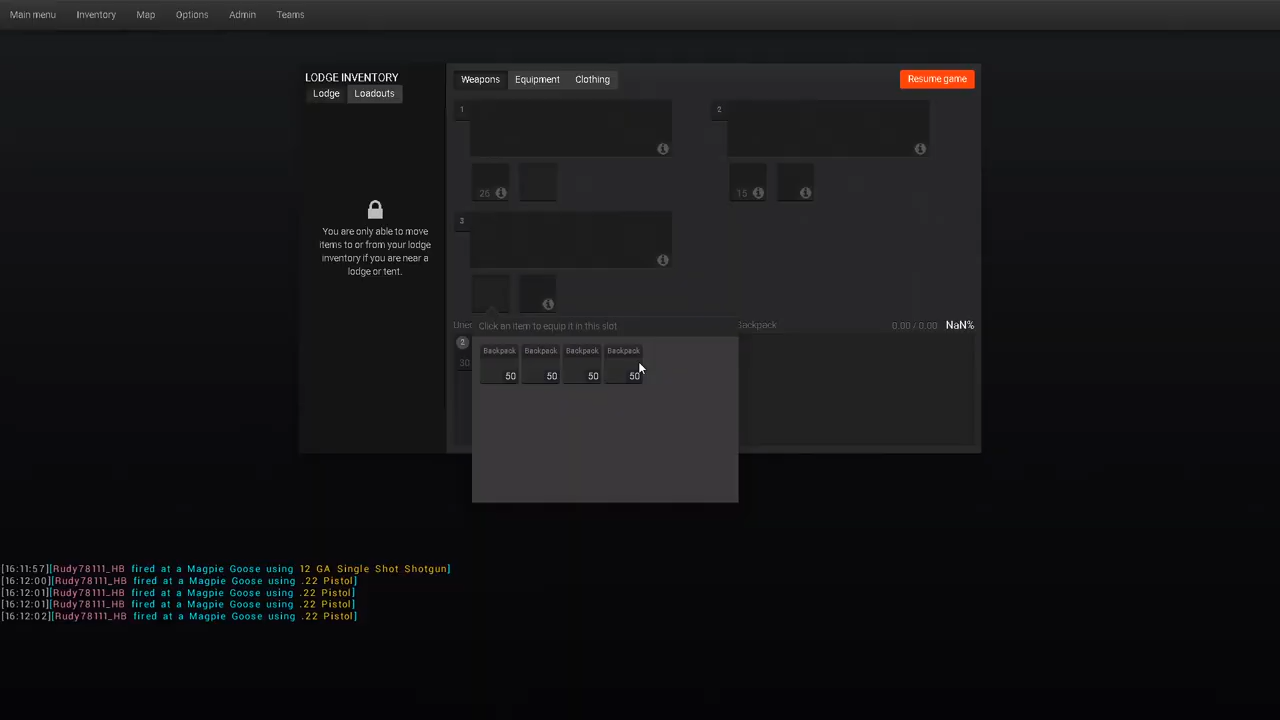 Main menu Inventory Map Options Admin Teams
LODGE INVENTORY
Lodge Loadouts
Weapons Equipment Clothing
Resume game
1
2
26
15
3
You are only able to move
items to or from your lodge
inventory if you are near a
lodge or tent.
Click an item to equip it in this slot
Backpack 0.00 / 0.00 NaN%
2
30
Backpack Backpack Backpack Backpack
50 50 50 50
[16:11:57][Rudy78111_HB fired at a Magpie Goose using 12 GA Single Shot Shotgun]
[16:12:00][Rudy78111_HB fired at a Magpie Goose using .22 Pistol]
[16:12:01][Rudy78111_HB fired at a Magpie Goose using .22 Pistol]
[16:12:01][Rudy78111_HB fired at a Magpie Goose using .22 Pistol]
[16:12:02][Rudy78111_HB fired at a Magpie Goose using .22 Pistol]